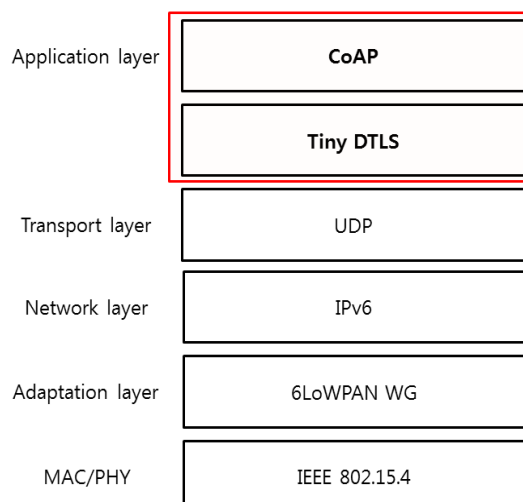 Application layer
CoAP
Tiny DTLS
Transport layer
UDP
Network layer
IPv6
Adaptation layer
6LoWPAN WG
MAC/PHY
IEEE 802.15.4